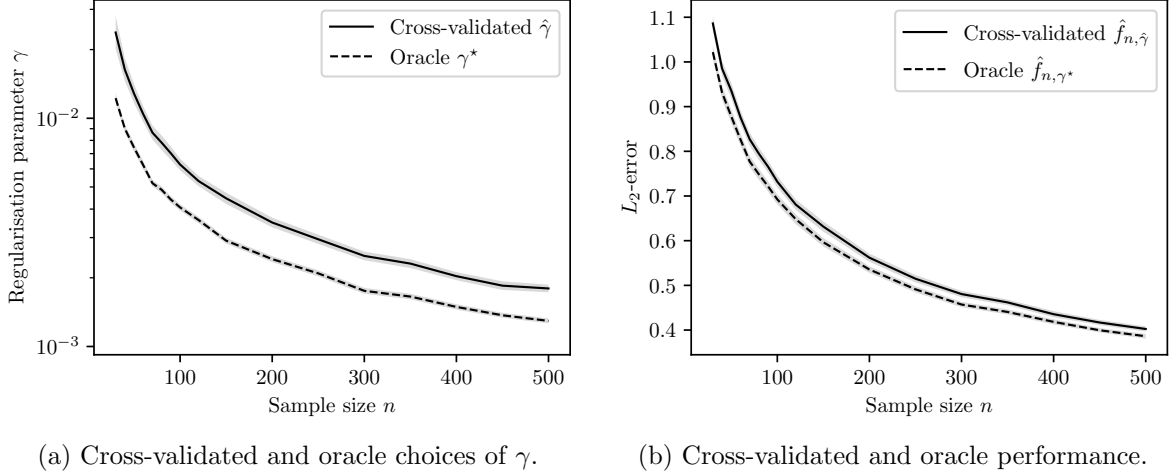 Regularisation parameter γ
10⁻²
10⁻³
Cross-validated γ̂
Oracle γ⋆
100 200 300 400 500
Sample size n
(a) Cross-validated and oracle choices of γ.
L₂-error
1.1
1.0
0.9
0.8
0.7
0.6
0.5
0.4
Cross-validated f̂ₙ,γ̂
Oracle f̂ₙ,γ⋆
100 200 300 400 500
Sample size n
(b) Cross-validated and oracle performance.